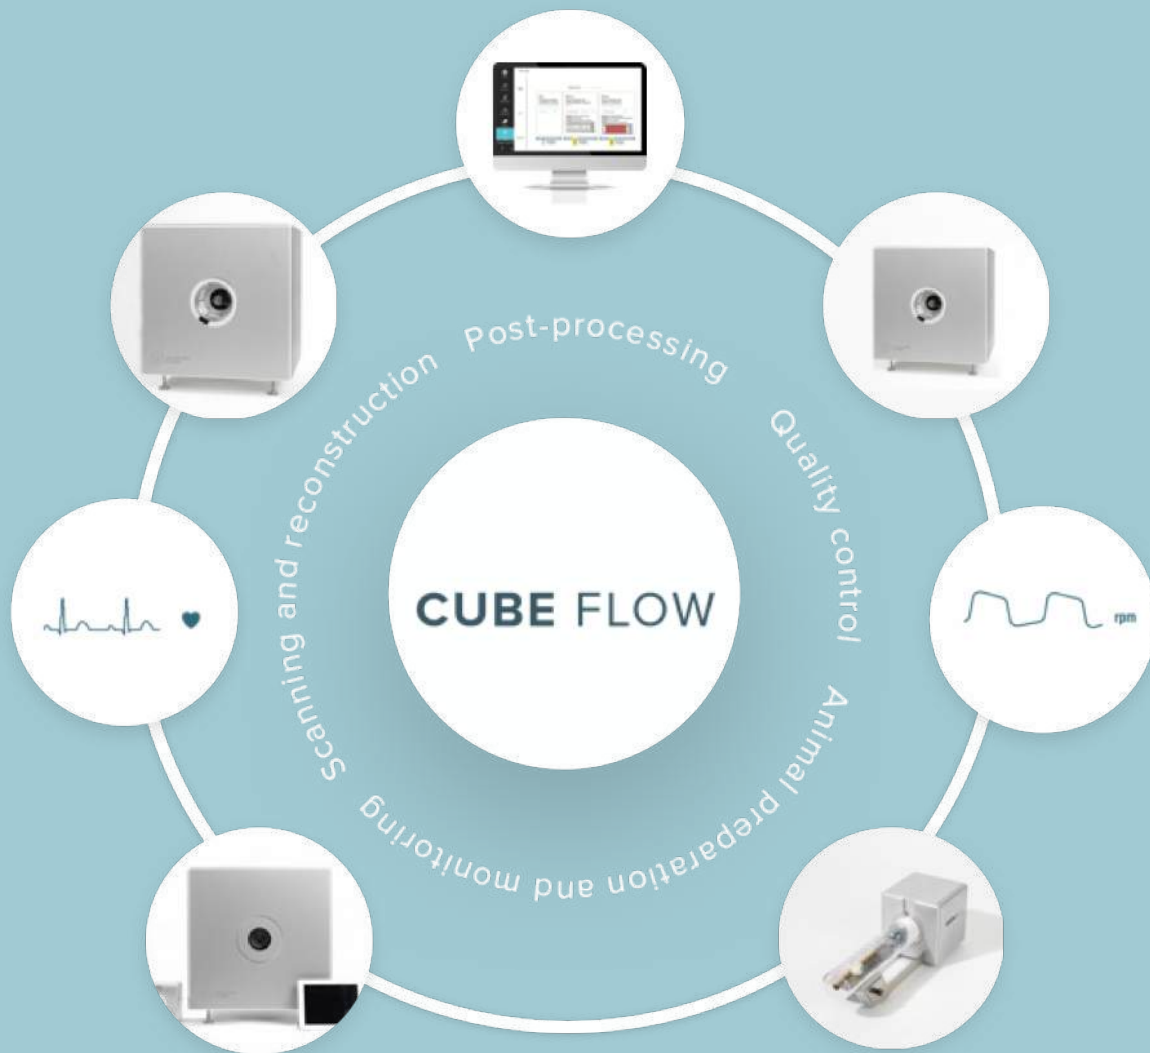 Post-processing
Quality control
Animal preparation and monitoring
Scanning and reconstruction
CUBE FLOW
rpm